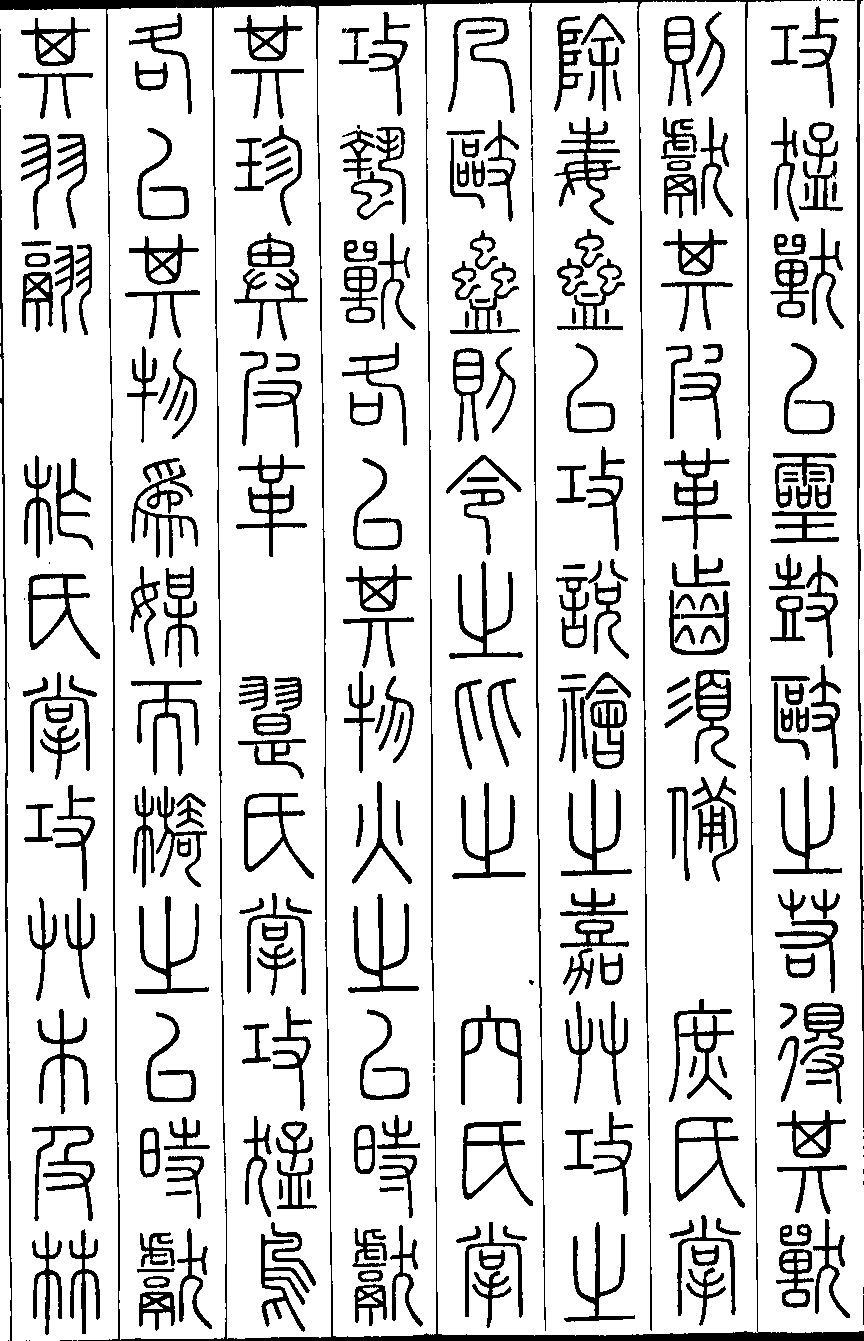 攻猛獸以靈鼓敺之若得其獸
則獻其皮革齒須備　庶氏掌
除毒蠱以攻說禬之嘉艸攻之
凡敺蠱則令之比之　穴氏掌
攻蟄獸各以其物火之以時獻
其珍異皮革　翨氏掌攻猛鳥
各以其物為媒而掎之以時獻
其羽翮　柞氏掌攻艸木及林